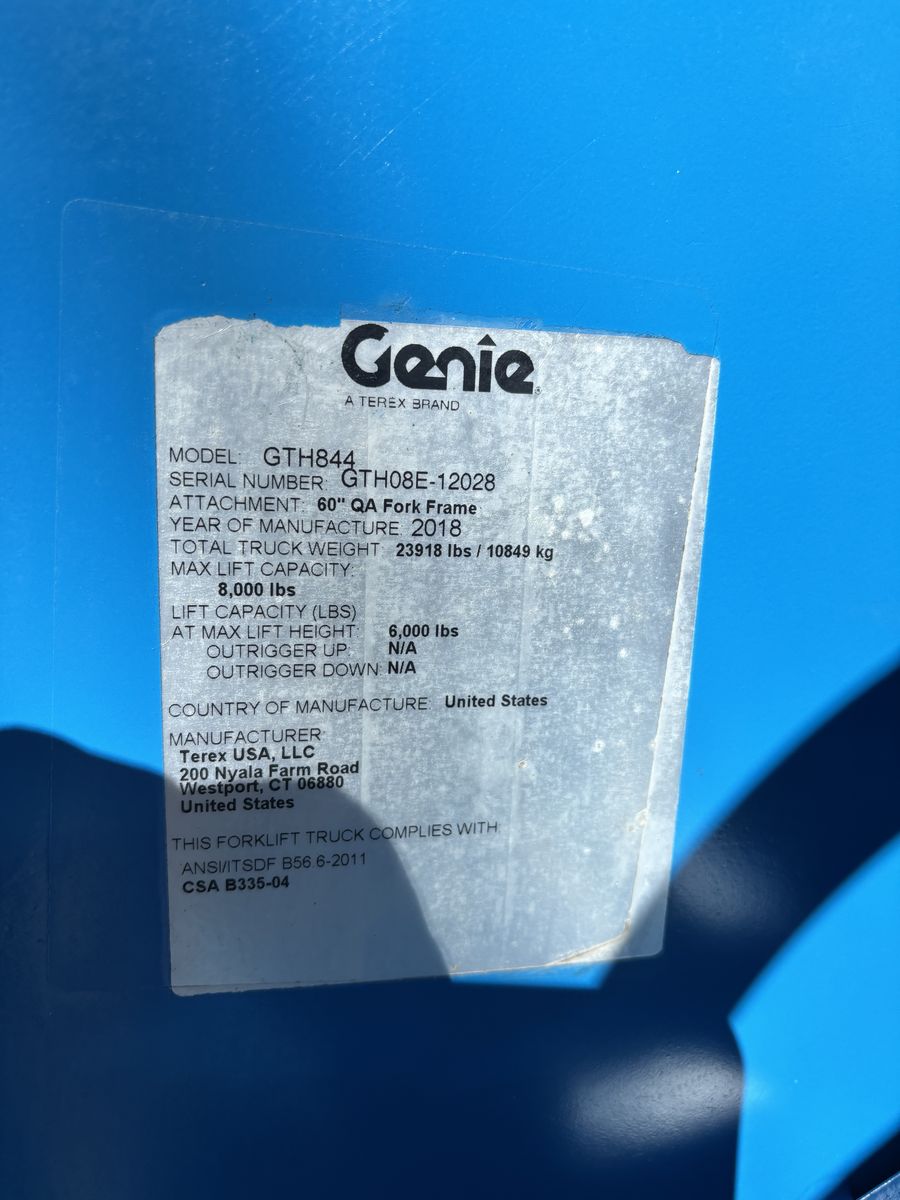 Genie
A TEREX BRAND
MODEL: GTH844
SERIAL NUMBER: GTH08E-12028
ATTACHMENT: 60" QA Fork Frame
YEAR OF MANUFACTURE: 2018
TOTAL TRUCK WEIGHT 23918 lbs / 10849 kg
MAX LIFT CAPACITY:
8,000 lbs
LIFT CAPACITY (LBS)
AT MAX LIFT HEIGHT: 6,000 lbs
OUTRIGGER UP: N/A
OUTRIGGER DOWN: N/A
COUNTRY OF MANUFACTURE United States
MANUFACTURER:
Terex USA, LLC
200 Nyala Farm Road
Westport, CT 06880
United States
THIS FORKLIFT TRUCK COMPLIES WITH:
ANSI/ITSDF B56.6-2011
CSA B335-04